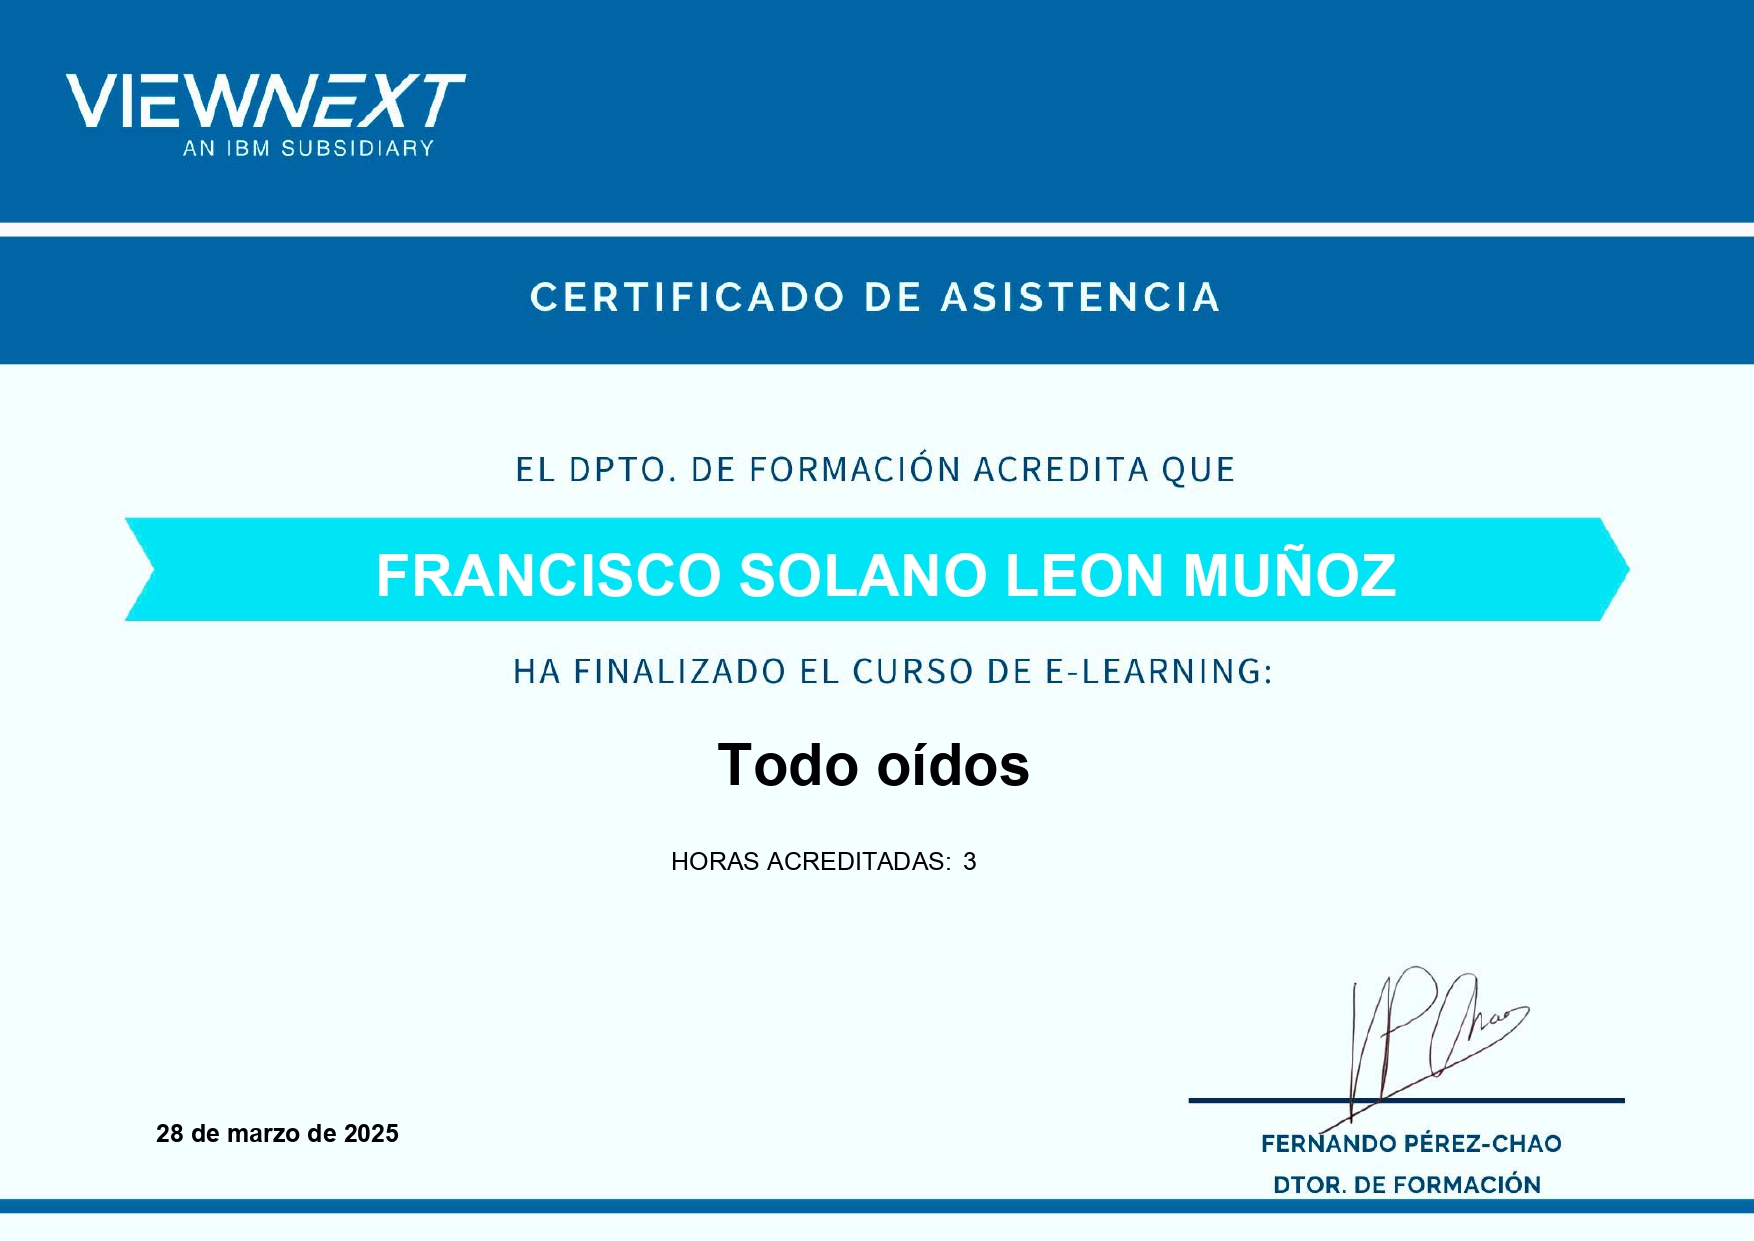 VIEWNEXT
AN IBM SUBSIDIARY
CERTIFICADO DE ASISTENCIA
EL DPTO. DE FORMACIÓN ACREDITA QUE
FRANCISCO SOLANO LEON MUÑOZ
HA FINALIZADO EL CURSO DE E-LEARNING:
Todo oídos
HORAS ACREDITADAS: 3
28 de marzo de 2025
FERNANDO PÉREZ-CHAO
DTOR. DE FORMACIÓN